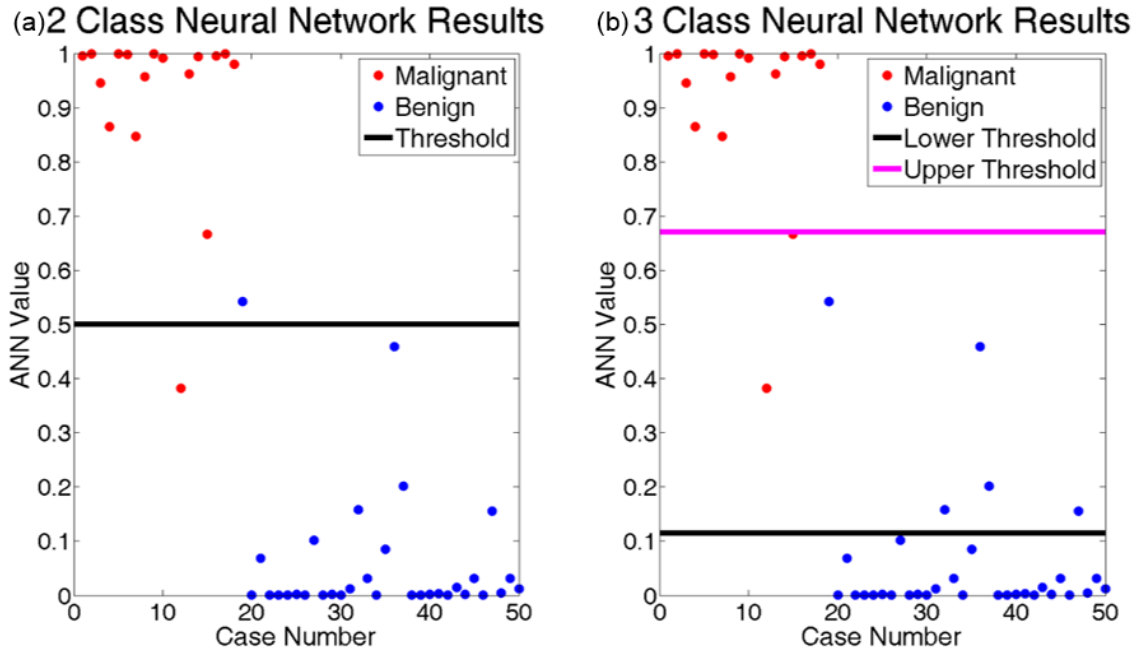 (a) 2 Class Neural Network Results
1
0.9
0.8
0.7
0.6
0.5
0.4
0.3
0.2
0.1
0
ANN Value
Malignant
Benign
Threshold
0 10 20 30 40 50
Case Number
(b) 3 Class Neural Network Results
1
0.9
0.8
0.7
0.6
0.5
0.4
0.3
0.2
0.1
0
ANN Value
Malignant
Benign
Lower Threshold
Upper Threshold
0 10 20 30 40 50
Case Number